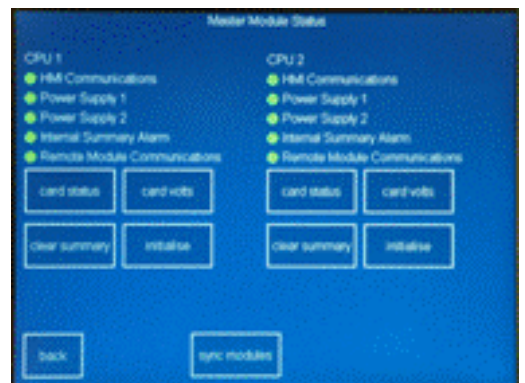 Master Module Status
CPU 1
HMI Communications
Power Supply 1
Power Supply 2
Internal Summary Alarm
Remote Module Communications
card status
card volts
clear summary
initialise
CPU 2
HMI Communications
Power Supply 1
Power Supply 2
Internal Summary Alarm
Remote Module Communications
card status
card volts
clear summary
initialise
back
sync modules